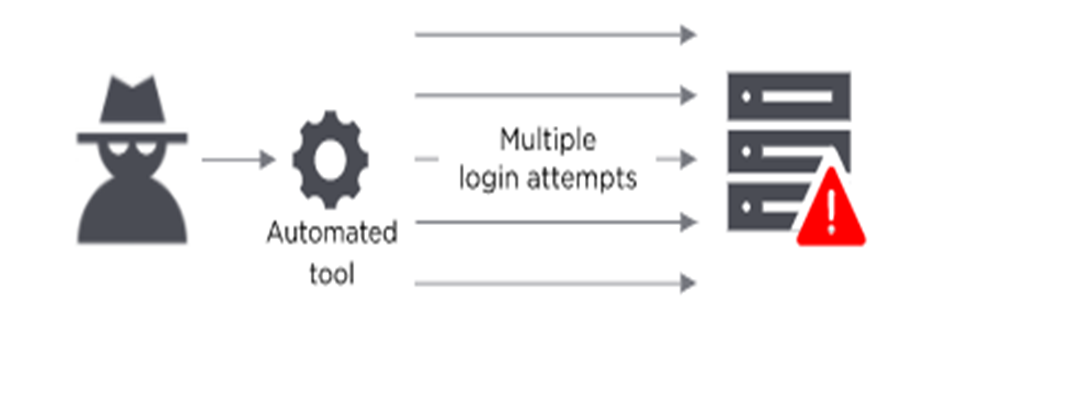 Multiple
login attempts
Automated
tool